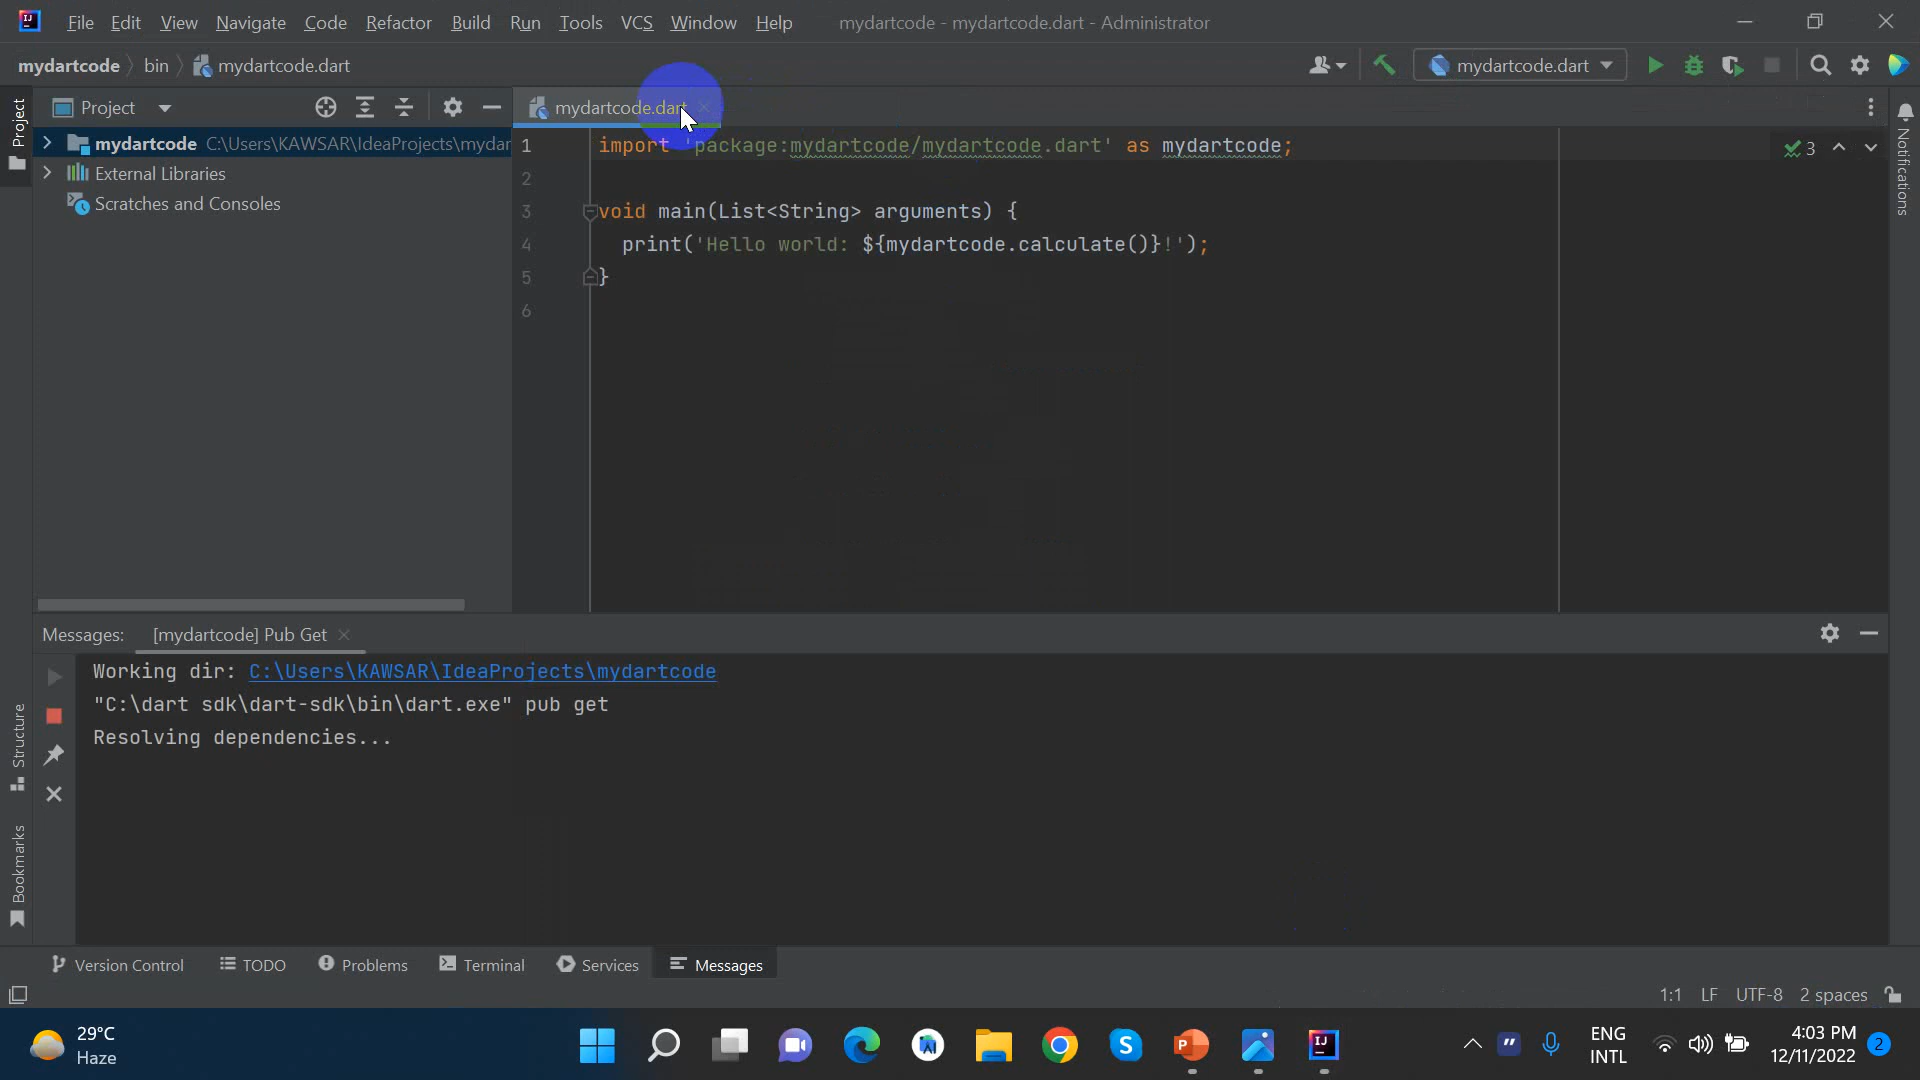 File Edit View Navigate Code Refactor Build Run Tools VCS Window Help mydartcode - mydartcode.dart - Administrator
mydartcode bin mydartcode.dart
mydartcode.dart
Project
mydartcode.dart
Project
Notifications
mydartcode C:\Users\KAWSAR\IdeaProjects\mydar
External Libraries
Scratches and Consoles
1 import 'package:mydartcode/mydartcode.dart' as mydartcode;
3
2
3 void main(List<String> arguments) {
4 print('Hello world: ${mydartcode.calculate()}!');
5 }
6
Messages: [mydartcode] Pub Get
Working dir: C:\Users\KAWSAR\IdeaProjects\mydartcode
"C:\dart sdk\dart-sdk\bin\dart.exe" pub get
Resolving dependencies...
Structure
Bookmarks
Version Control TODO Problems Terminal Services Messages
1:1 LF UTF-8 2 spaces
29°C
Haze
ENG
INTL
4:03 PM
12/11/2022
2